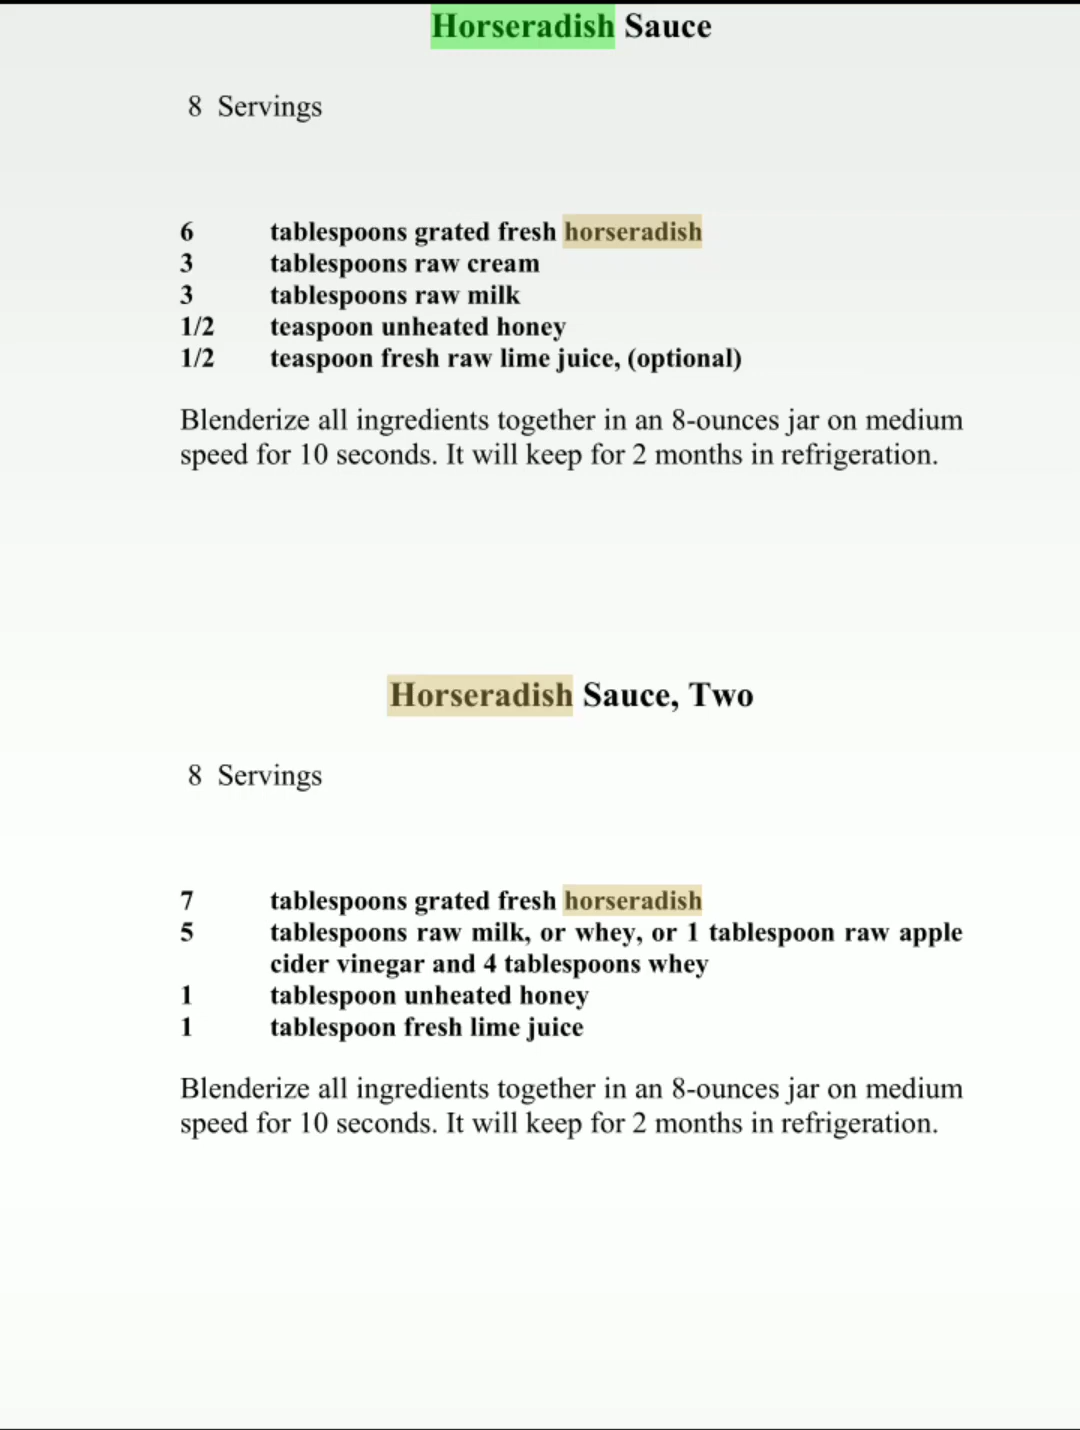 Horseradish Sauce
8 Servings
6 tablespoons grated fresh horseradish
3 tablespoons raw cream
3 tablespoons raw milk
1/2 teaspoon unheated honey
1/2 teaspoon fresh raw lime juice, (optional)
Blenderize all ingredients together in an 8-ounces jar on medium
speed for 10 seconds. It will keep for 2 months in refrigeration.
Horseradish Sauce, Two
8 Servings
7 tablespoons grated fresh horseradish
5 tablespoons raw milk, or whey, or 1 tablespoon raw apple
cider vinegar and 4 tablespoons whey
1 tablespoon unheated honey
1 tablespoon fresh lime juice
Blenderize all ingredients together in an 8-ounces jar on medium
speed for 10 seconds. It will keep for 2 months in refrigeration.